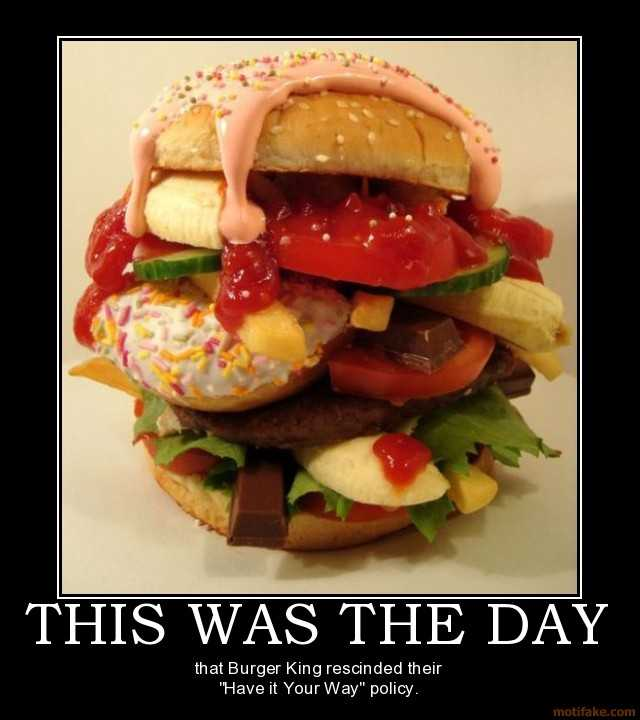 THIS WAS THE DAY
that Burger King rescinded their
"Have it Your Way" policy.
motifake.com